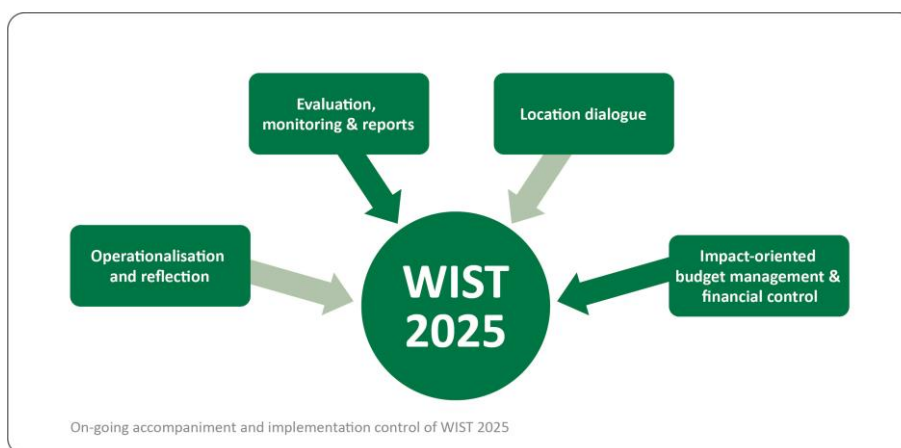 Evaluation,
monitoring & reports
Location dialogue
Operationalisation
and reflection
Impact-oriented
budget management &
financial control
WIST
2025
On-going accompaniment and implementation control of WIST 2025